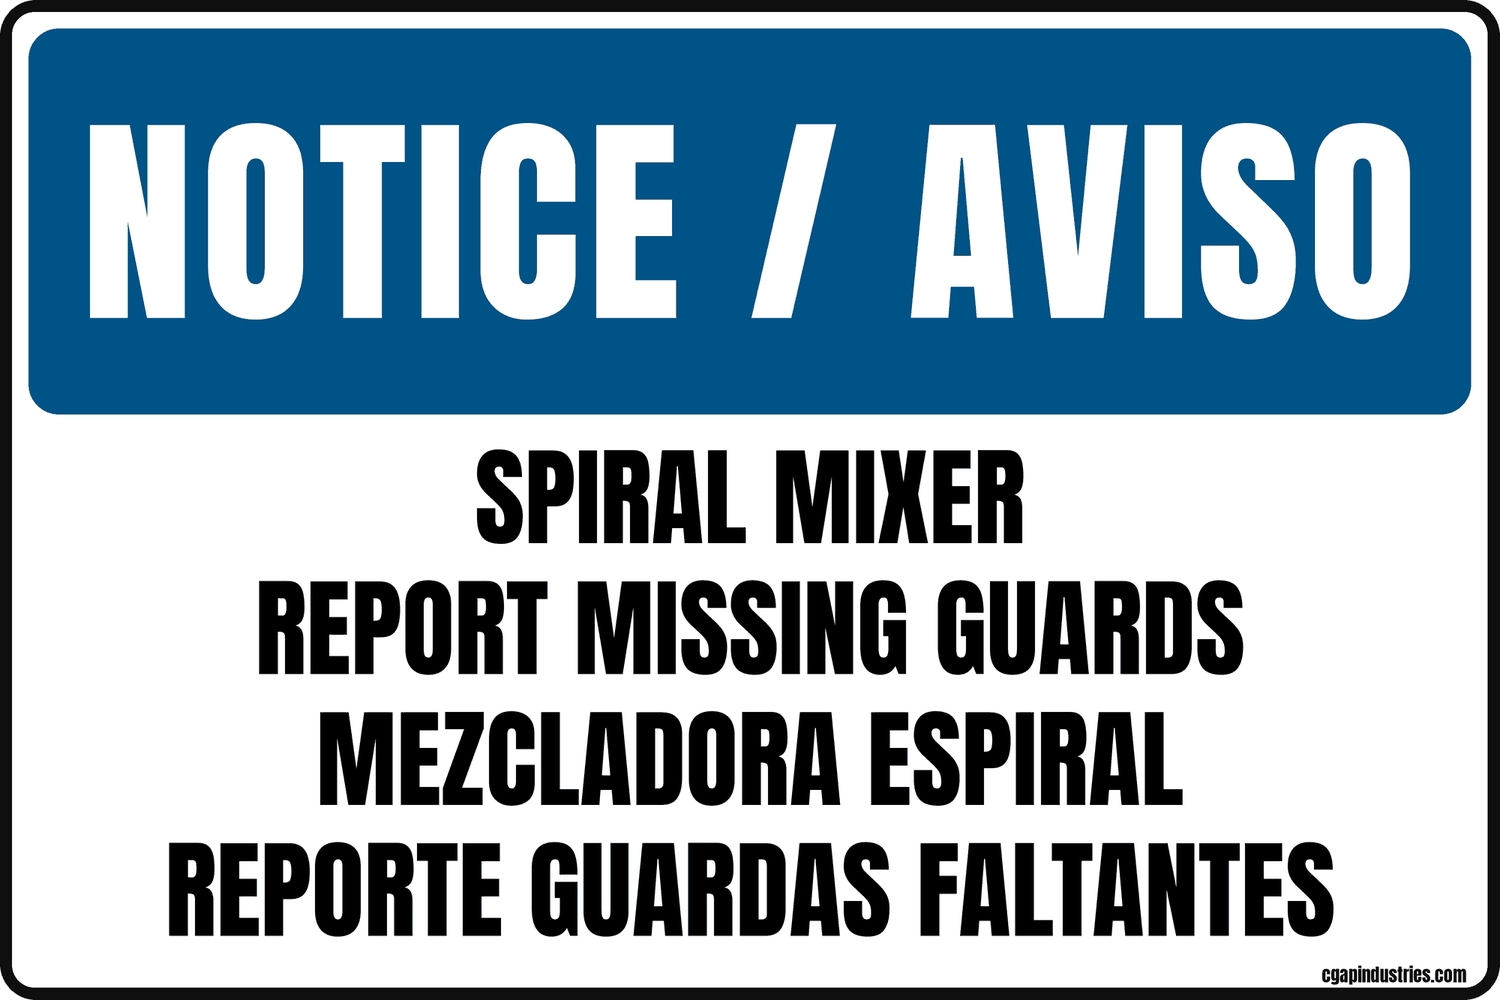 NOTICE / AVISO
SPIRAL MIXER
REPORT MISSING GUARDS
MEZCLADORA ESPIRAL
REPORTE GUARDAS FALTANTES
cgapindustries.com